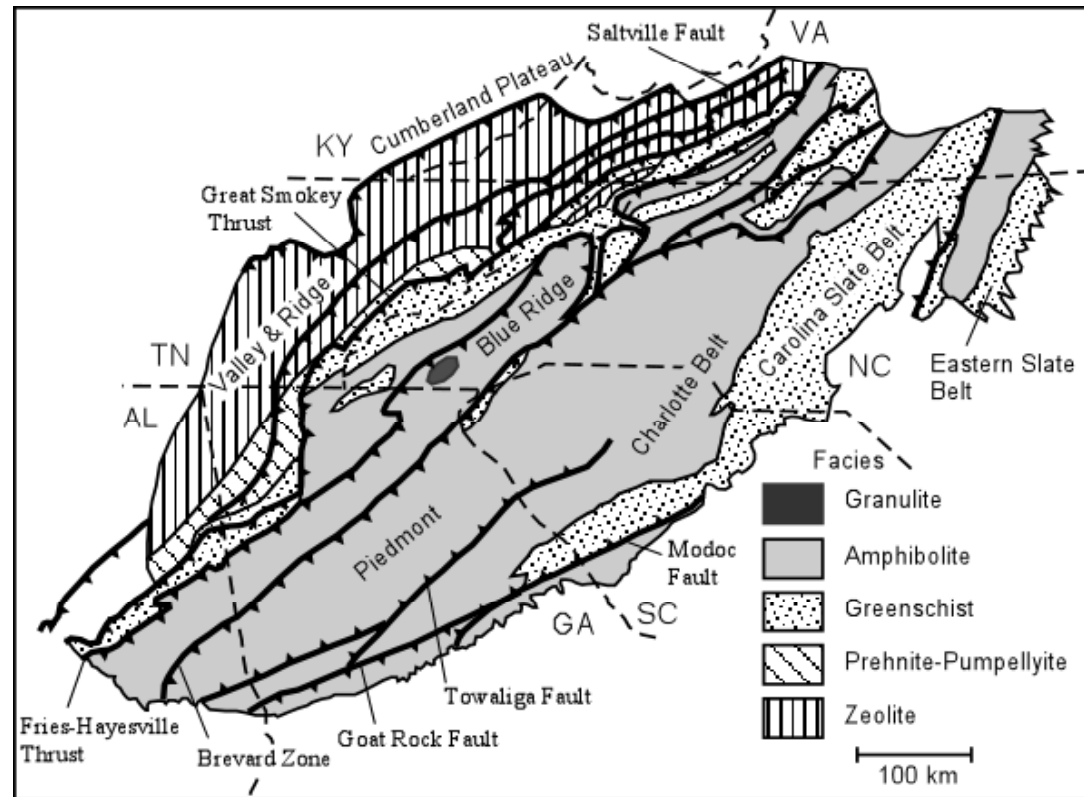 Saltville Fault
VA
Cumberland Plateau
KY
Great Smokey
Thrust
Valley & Ridge
Blue Ridge
TN
AL
Charlotte Belt
Carolina Slate Belt
NC
Eastern Slate
Belt
Piedmont
Modoc
Fault
GA
SC
Towaliga Fault
Goat Rock Fault
Brevard Zone
Fries-Hayesville
Thrust
Facies
Granulite
Amphibolite
Greenschist
Prehnite-Pumpellyite
Zeolite
100 km